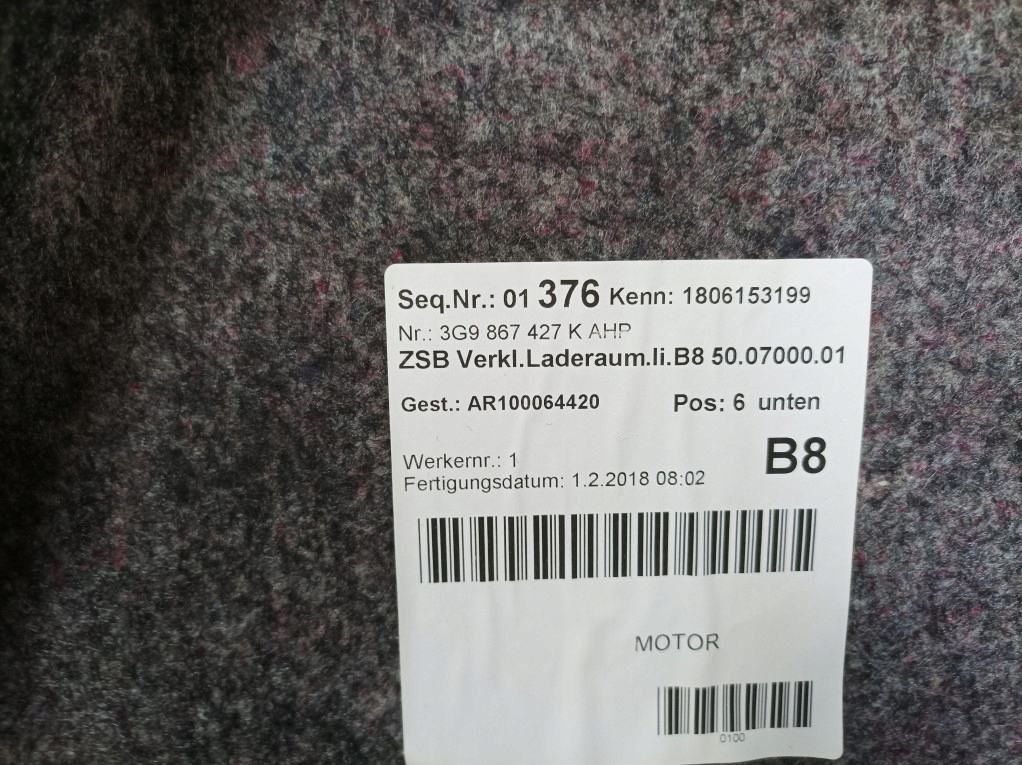 Seq.Nr.: 01 376 Kenn: 1806153199
Nr.: 3G9 867 427 K AHP
ZSB Verkl.Laderaum.li.B8 50.07000.01
Gest.: AR100064420 Pos: 6 unten
B8
Werkernr.: 1
Fertigungsdatum: 1.2.2018 08:02
MOTOR
0100